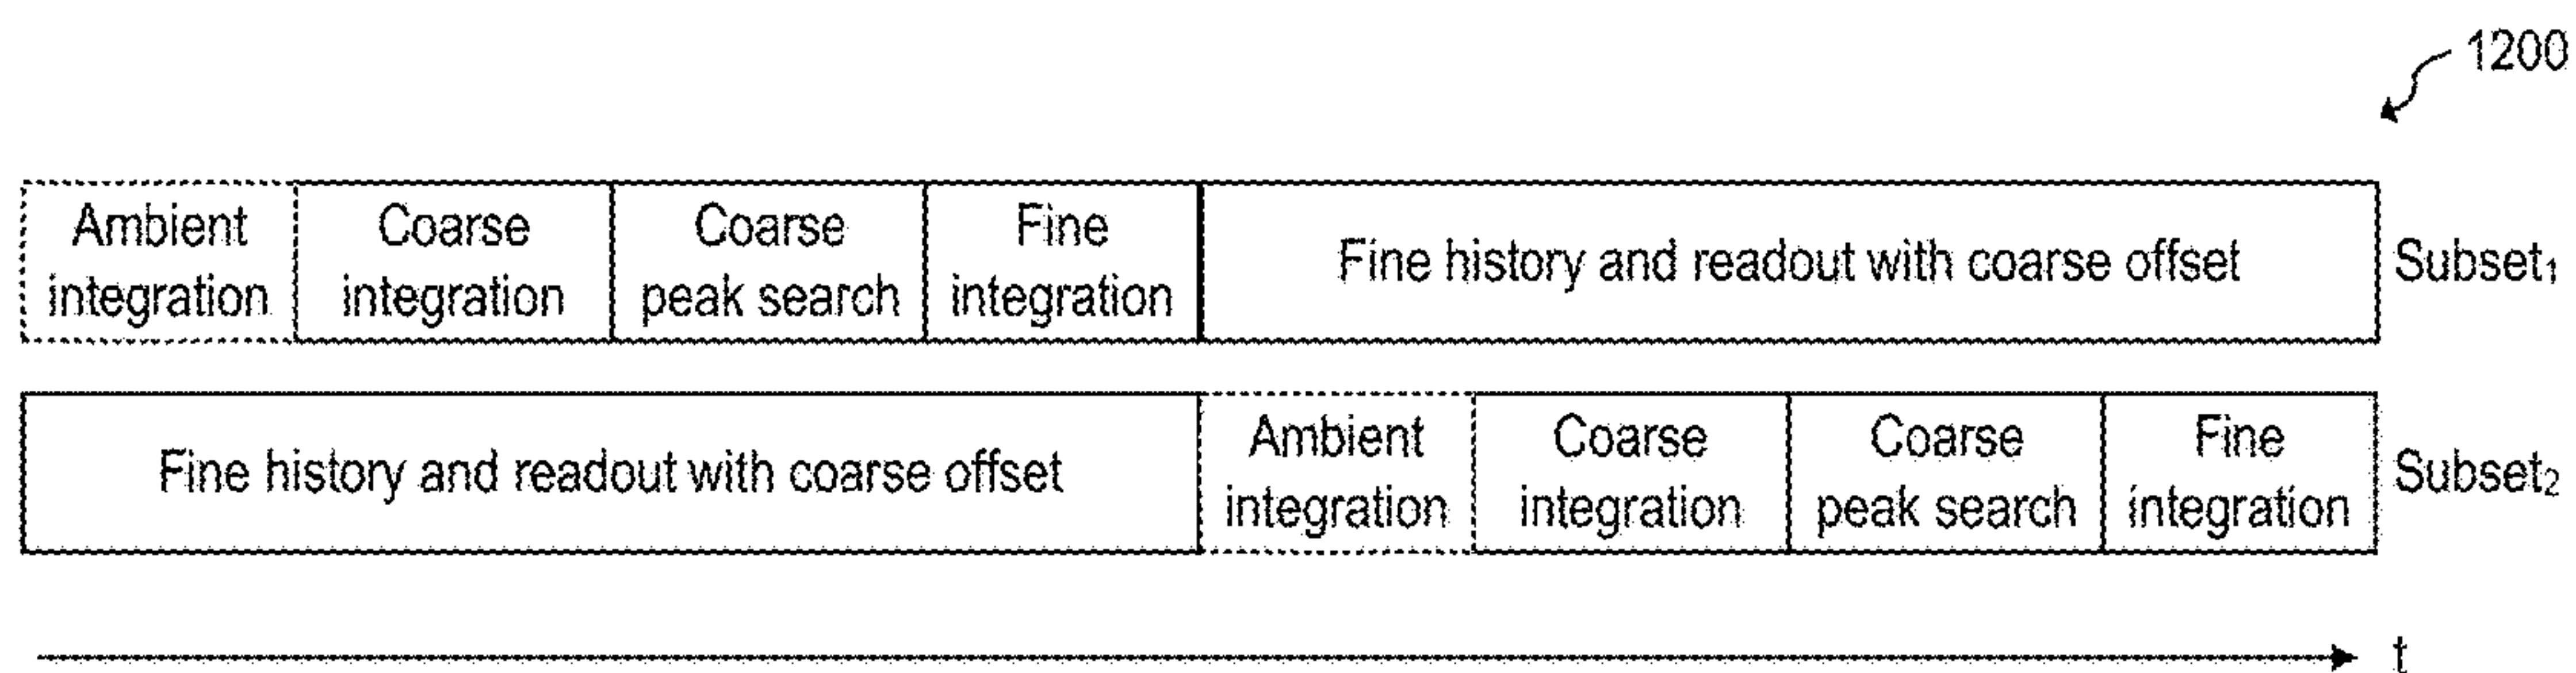 1200
Ambient
integration
Coarse
integration
Coarse
peak search
Fine
integration
Fine history and readout with coarse offset
Subset₁
Fine history and readout with coarse offset
Ambient
integration
Coarse
integration
Coarse
peak search
Fine
integration
Subset₂
t